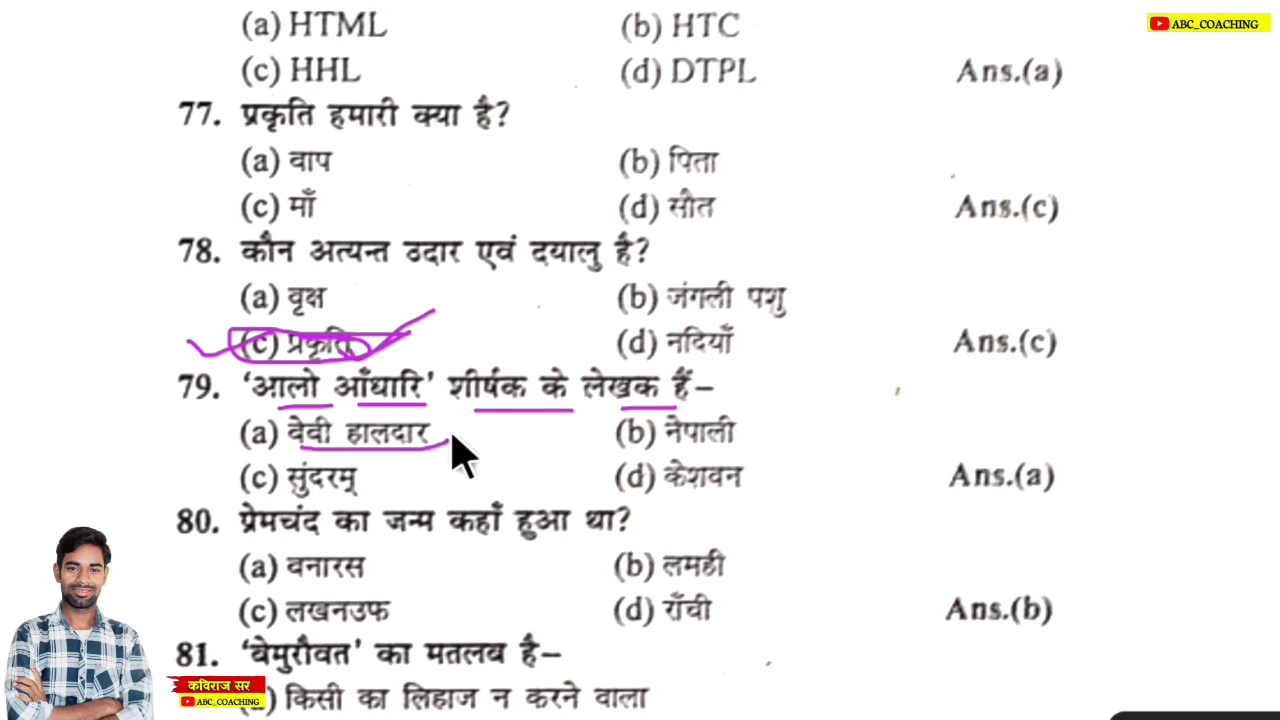 (a) HTML (b) HTC
ABC_COACHING
(c) HHL (d) DTPL Ans.(a)
77. प्रकृति हमारी क्या है?
(a) वाप (b) पिता
(c) माँ (d) सौत Ans.(c)
78. कौन अत्यन्त उदार एवं दयालु है?
(a) वृक्ष (b) जंगली पशु
(c) प्रकृति (d) नदियाँ Ans.(c)
79. 'आलो आँधारि' शीर्षक के लेखक हैं–
(a) वेवी हालदार (b) नेपाली
(c) सुंदरम् (d) केशवन Ans.(a)
80. प्रेमचंद का जन्म कहाँ हुआ था?
(a) वनारस (b) लमही
(c) लखनउफ (d) राँची Ans.(b)
81. 'बेमुरौवत' का मतलब है–
किसी का लिहाज न करने वाला
कविराज सर
ABC_COACHING